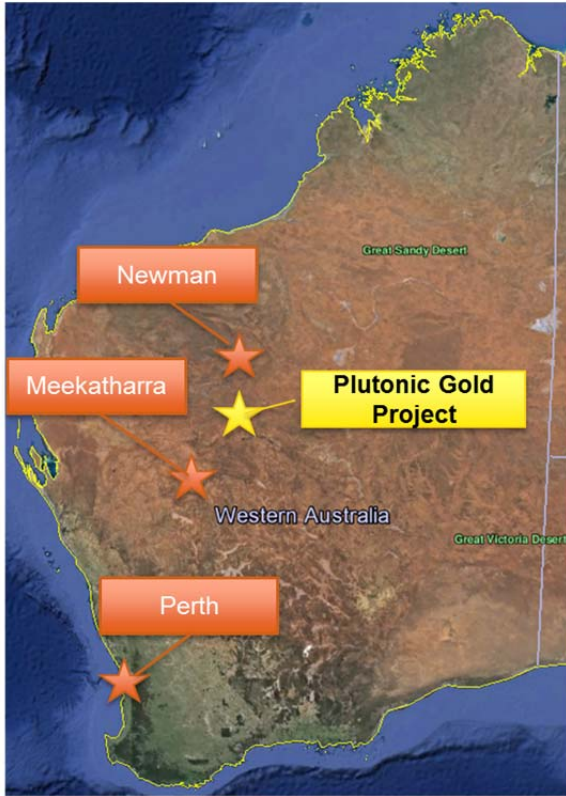 Great Sandy Desert
Newman
Meekatharra
Plutonic Gold
Project
Western Australia
Great Victoria Desert
Perth